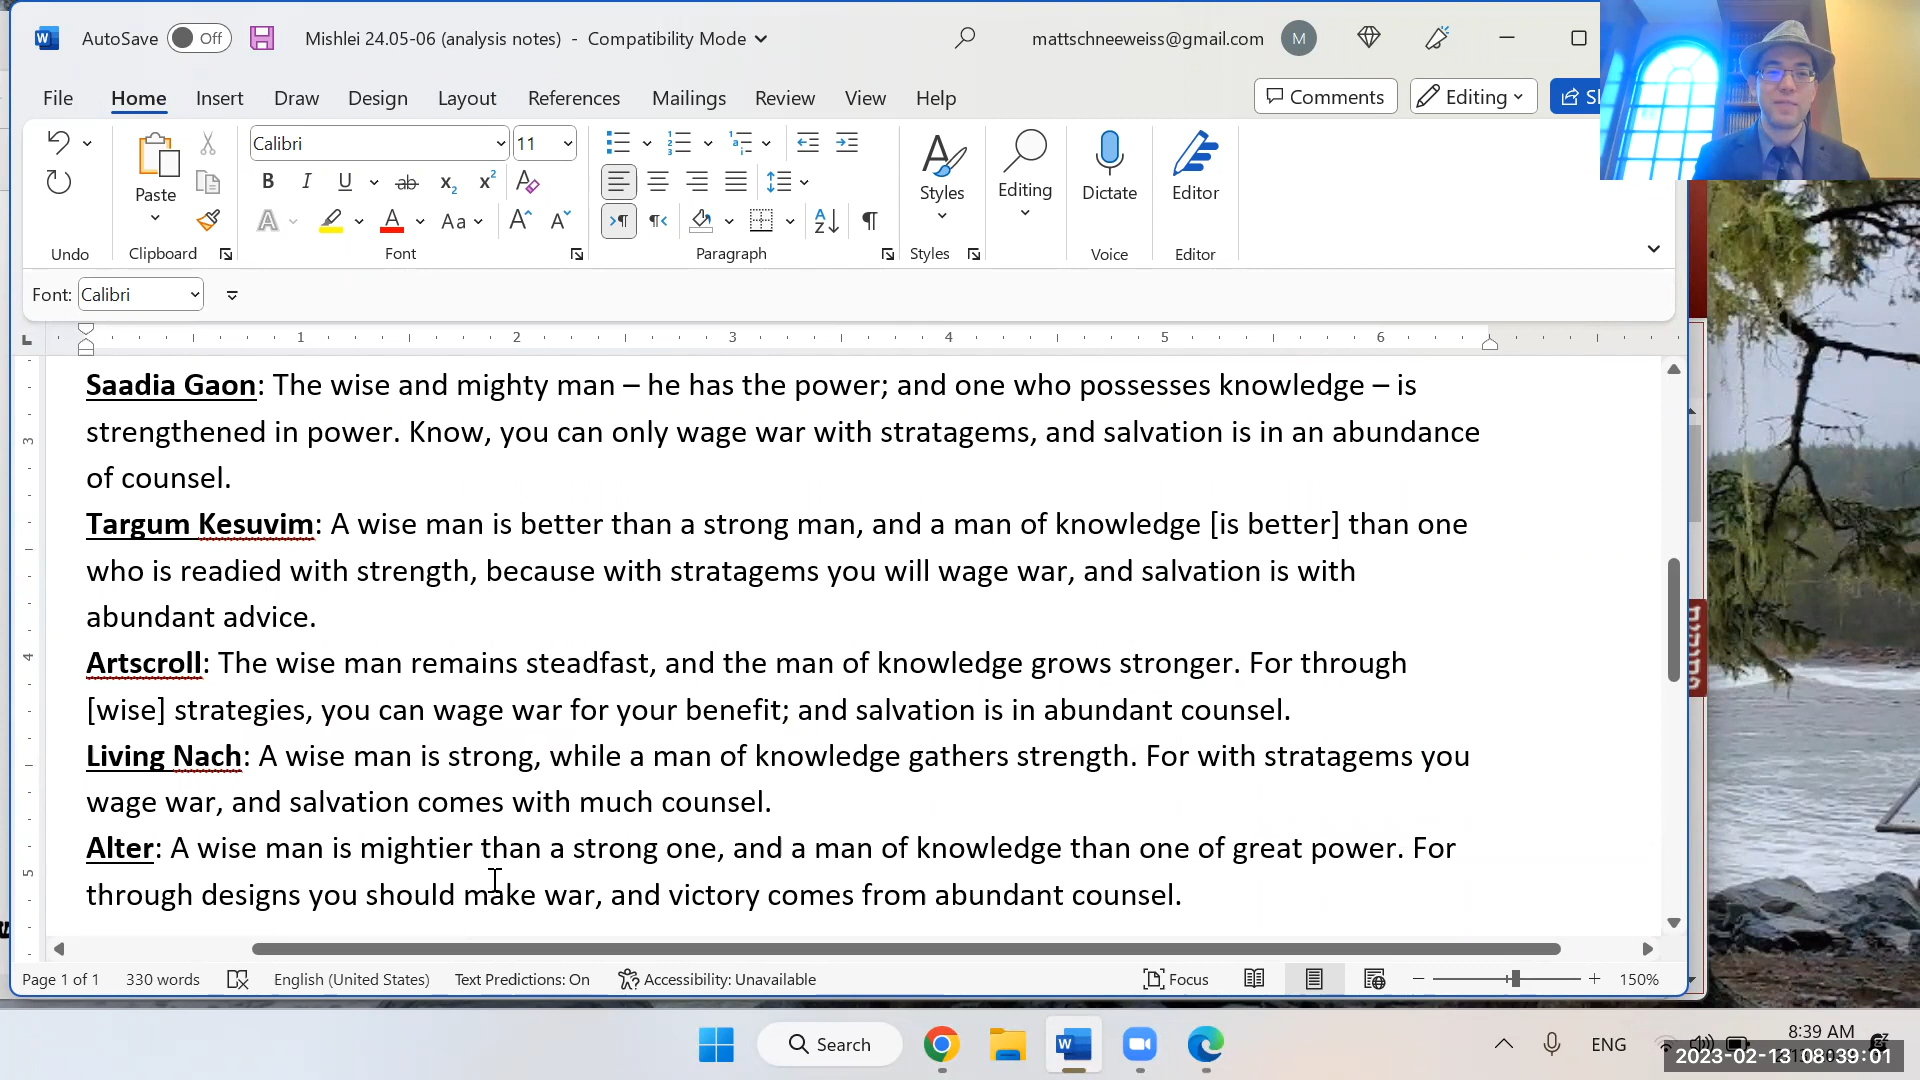 AutoSave Off Mishlei 24.05-06 (analysis notes) - Compatibility Mode mattschneeweiss@gmail.com M
File Home Insert Draw Design Layout References Mailings Review View Help Comments Editing
Calibri 11
Paste Styles Editing Dictate Editor
Undo Clipboard Font Paragraph Styles Voice Editor
Font: Calibri
1 2 3 4 5 6
Saadia Gaon: The wise and mighty man – he has the power; and one who possesses knowledge – is
strengthened in power. Know, you can only wage war with stratagems, and salvation is in an abundance
of counsel.
Targum Kesuvim: A wise man is better than a strong man, and a man of knowledge [is better] than one
who is readied with strength, because with stratagems you will wage war, and salvation is with
abundant advice.
Artscroll: The wise man remains steadfast, and the man of knowledge grows stronger. For through
[wise] strategies, you can wage war for your benefit; and salvation is in abundant counsel.
Living Nach: A wise man is strong, while a man of knowledge gathers strength. For with stratagems you
wage war, and salvation comes with much counsel.
Alter: A wise man is mightier than a strong one, and a man of knowledge than one of great power. For
through designs you should make war, and victory comes from abundant counsel.
Page 1 of 1 330 words English (United States) Text Predictions: On Accessibility: Unavailable Focus 150%
Search ENG 8:39 AM
2023-02-13 08:39:01